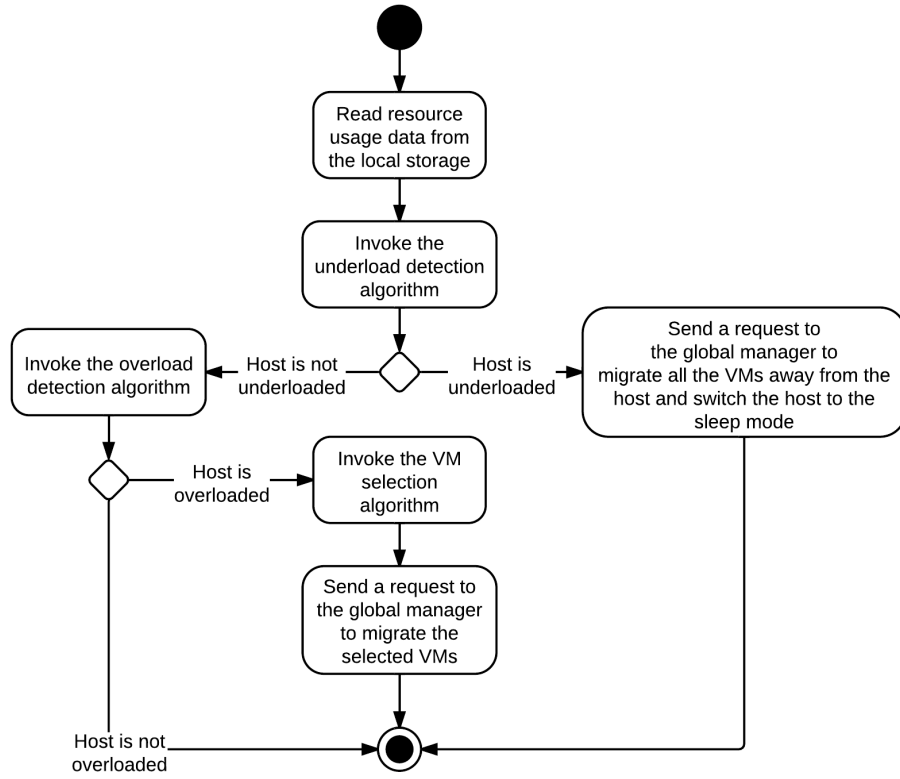 Read resource
usage data from
the local storage
Invoke the
underload detection
algorithm
Host is not
underloaded
Host is
underloaded
Send a request to
the global manager to
migrate all the VMs away from the
host and switch the host to the
sleep mode
Invoke the overload
detection algorithm
Host is
overloaded
Invoke the VM
selection
algorithm
Send a request to
the global manager
to migrate the
selected VMs
Host is not
overloaded